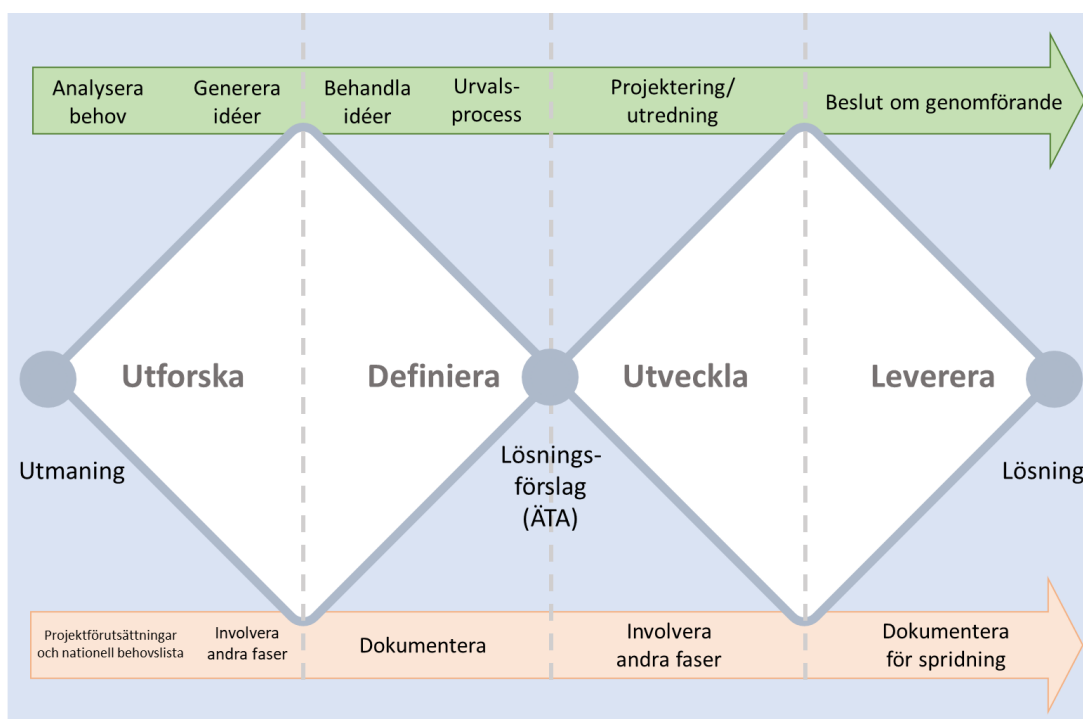 Analysera
behov
Generera
idéer
Behandla
idéer
Urvals-
process
Projektering/
utredning
Beslut om genomförande
Utforska
Definiera
Utveckla
Leverera
Utmaning
Lösnings-
förslag
(ÄTA)
Lösning
Projektförutsättningar
och nationell behovslista
Involvera
andra faser
Dokumentera
Involvera
andra faser
Dokumentera
för spridning